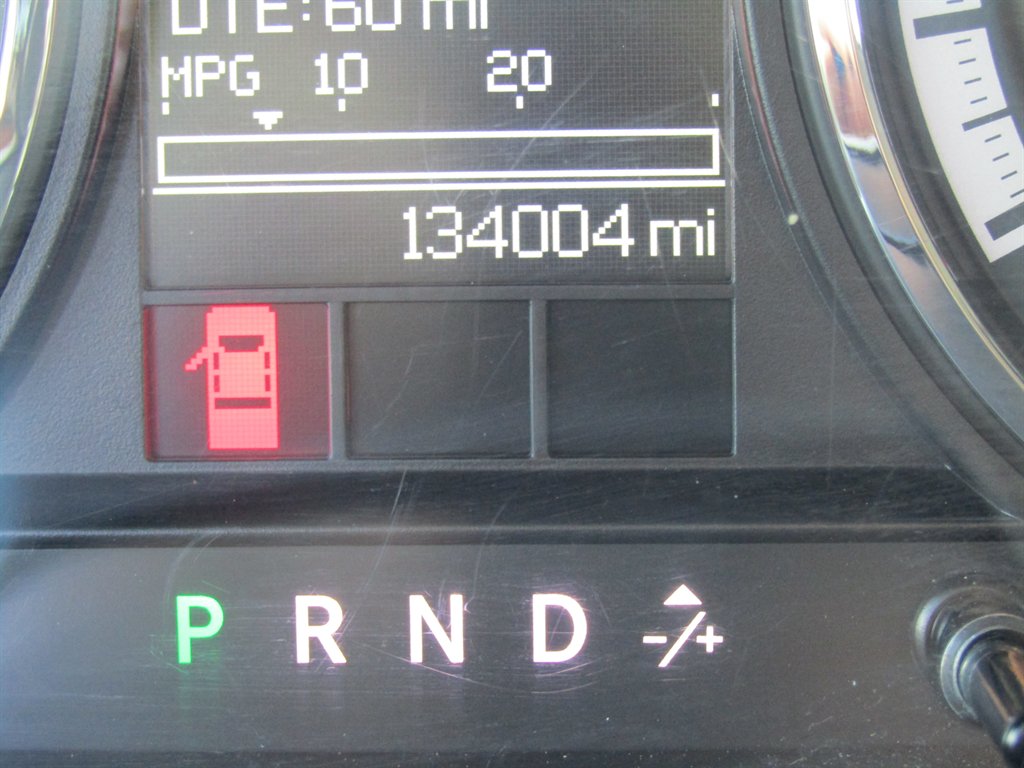 DTE:60 mi
MPG 10 20
134004 mi
P R N D -/+